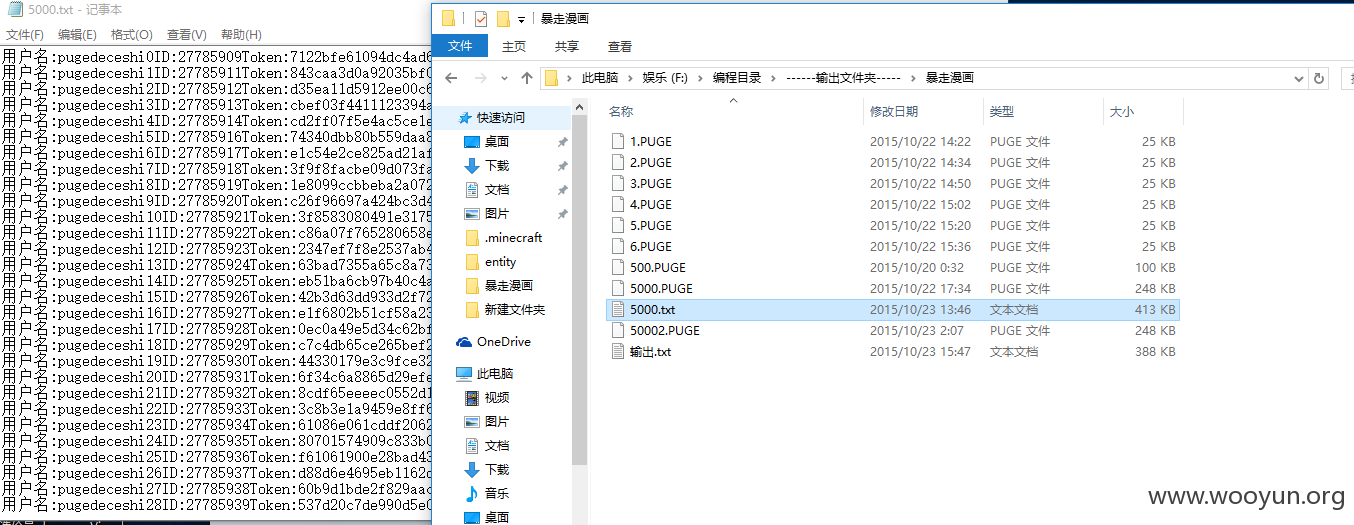 5000.txt - 记事本
文件(F) 编辑(E) 格式(O) 查看(V) 帮助(H)
用户名:pugedeceshi0ID:27785909Token:7122bfe61094dc4ad6
用户名:pugedeceshi1ID:27785911Token:843caa3d0a92035bf0
用户名:pugedeceshi2ID:27785912Token:d35ea11d5912ee00c6
用户名:pugedeceshi3ID:27785913Token:cbef03f4411123394a
用户名:pugedeceshi4ID:27785914Token:cd2ff07f5e4ac5ce1e
用户名:pugedeceshi5ID:27785916Token:74340dbb80b559daa8
用户名:pugedeceshi6ID:27785917Token:e1c54e2ce825ad21af
用户名:pugedeceshi7ID:27785918Token:3f9f8facbe09d073fa
用户名:pugedeceshi8ID:27785919Token:1e8099ccbbeba2a072
用户名:pugedeceshi9ID:27785920Token:c26f96697a424bc3d4
用户名:pugedeceshi10ID:27785921Token:3f8583080491e3175
用户名:pugedeceshi11ID:27785922Token:c86a07f765280658e
用户名:pugedeceshi12ID:27785923Token:2347ef7f8e2537ab4
用户名:pugedeceshi13ID:27785924Token:63bad7355a65c8a73
用户名:pugedeceshi14ID:27785925Token:eb51ba6cb97b40c4a
用户名:pugedeceshi15ID:27785926Token:42b3d63dd933d2f72
用户名:pugedeceshi16ID:27785927Token:e1f6802b51cf58a23
用户名:pugedeceshi17ID:27785928Token:0ec0a49e5d34c62bf
用户名:pugedeceshi18ID:27785929Token:c7c4db65ce265bef2
用户名:pugedeceshi19ID:27785930Token:44330179e3c9fce32
用户名:pugedeceshi20ID:27785931Token:6f34c6a8865d29efe
用户名:pugedeceshi21ID:27785932Token:8cdf65eeeec0552d1
用户名:pugedeceshi22ID:27785933Token:3c8b3e1a9459e8ff6
用户名:pugedeceshi23ID:27785934Token:61086e061cddf2062
用户名:pugedeceshi24ID:27785935Token:80701574909c833b0
用户名:pugedeceshi25ID:27785936Token:f61061900e28bad43
用户名:pugedeceshi26ID:27785937Token:d88d6e4695eb1162c
用户名:pugedeceshi27ID:27785938Token:60b9d1bde2f829aac
用户名:pugedeceshi28ID:27785939Token:537d20c7de990d5e0
暴走漫画
文件 主页 共享 查看
此电脑 > 娱乐 (F:) > 编程目录 > ------输出文件夹----- > 暴走漫画
快速访问
桌面
下载
文档
图片
.minecraft
entity
暴走漫画
新建文件夹
OneDrive
此电脑
视频
图片
文档
下载
音乐
桌面
名称 修改日期 类型 大小
1.PUGE 2015/10/22 14:22 PUGE 文件 25 KB
2.PUGE 2015/10/22 14:34 PUGE 文件 25 KB
3.PUGE 2015/10/22 14:50 PUGE 文件 25 KB
4.PUGE 2015/10/22 15:02 PUGE 文件 25 KB
5.PUGE 2015/10/22 15:20 PUGE 文件 25 KB
6.PUGE 2015/10/22 15:36 PUGE 文件 25 KB
500.PUGE 2015/10/20 0:32 PUGE 文件 100 KB
5000.PUGE 2015/10/22 17:34 PUGE 文件 248 KB
5000.txt 2015/10/23 13:46 文本文档 413 KB
50002.PUGE 2015/10/23 2:07 PUGE 文件 248 KB
输出.txt 2015/10/23 15:47 文本文档 388 KB
www.wooyun.org